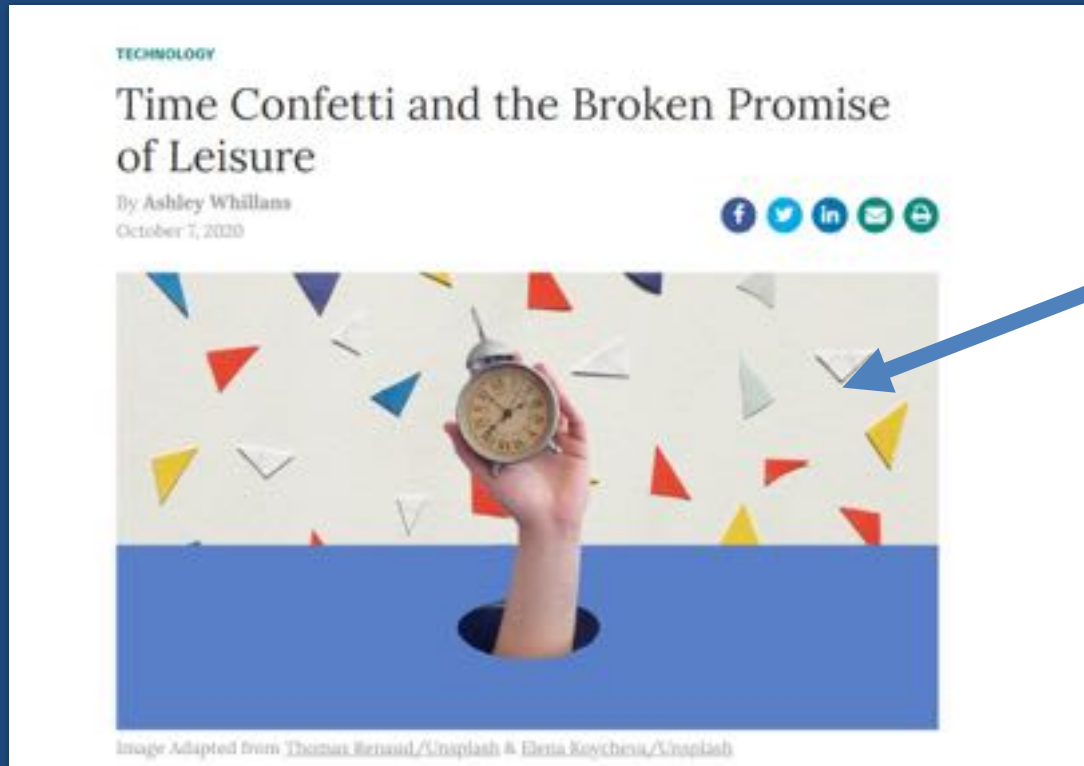 TECHNOLOGY
Time Confetti and the Broken Promise
of Leisure
By Ashley Whillans
October 7, 2020
Image Adapted from Thomas Renaud/Unsplash & Elena Koycheva/Unsplash